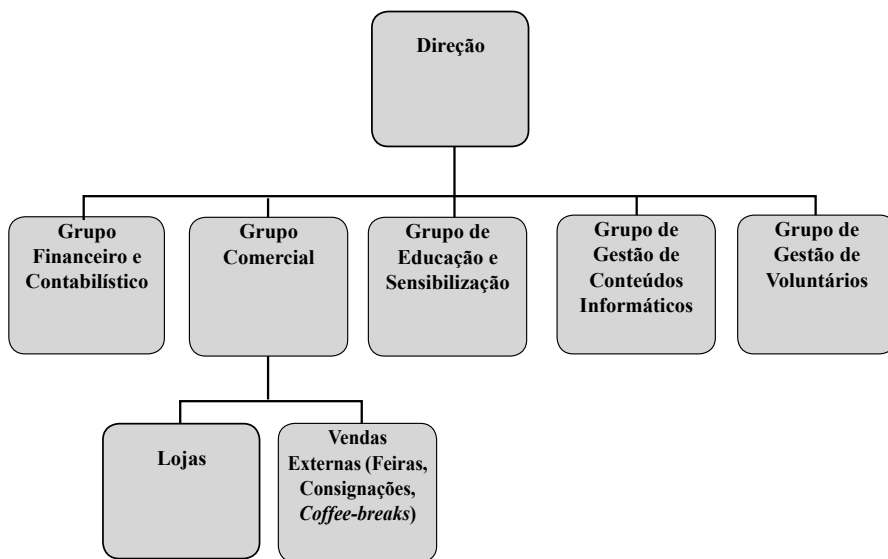 Direção
Grupo
Financeiro e
Contabilístico
Grupo
Comercial
Grupo de
Educação e
Sensibilização
Grupo de
Gestão de
Conteúdos
Informáticos
Grupo de
Gestão de
Voluntários
Lojas
Vendas
Externas (Feiras,
Consignações,
Coffee-breaks)